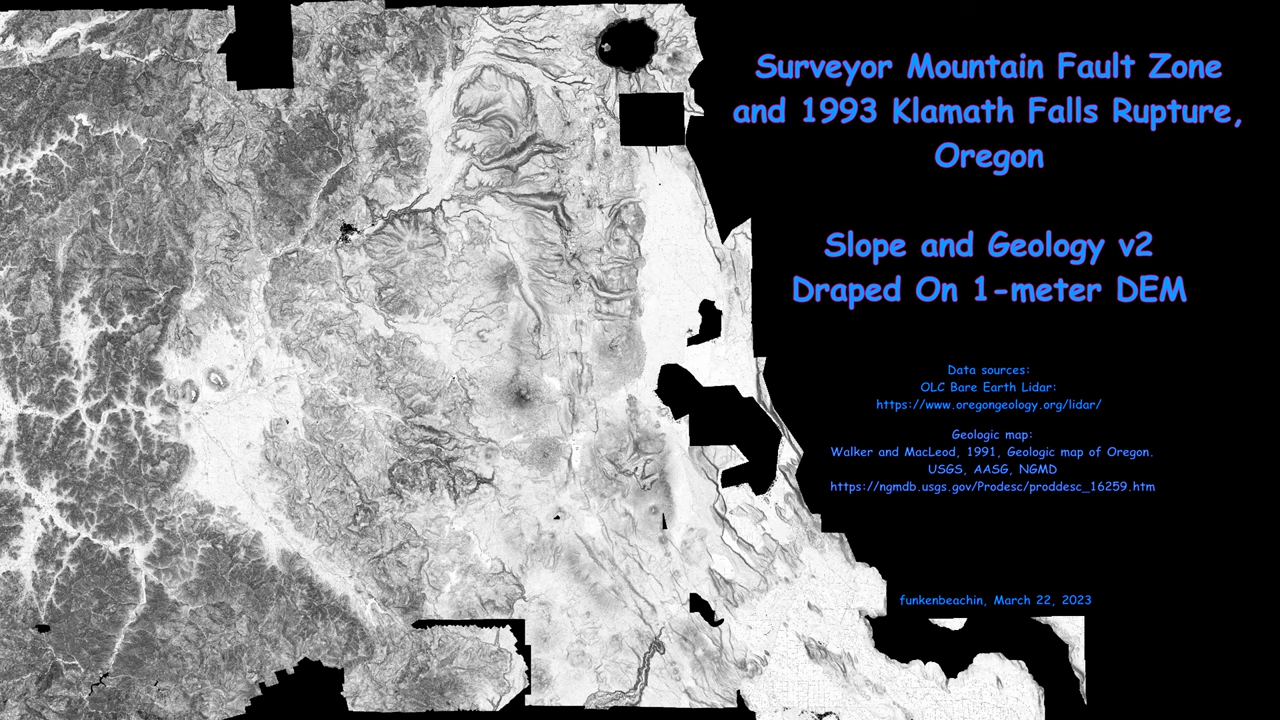 Surveyor Mountain Fault Zone
and 1993 Klamath Falls Rupture,
Oregon
Slope and Geology v2
Draped On 1-meter DEM
Data sources:
OLC Bare Earth Lidar:
https://www.oregongeology.org/lidar/
Geologic map:
Walker and MacLeod, 1991, Geologic map of Oregon.
USGS, AASG, NGMD
https://ngmdb.usgs.gov/Prodesc/proddesc_16259.htm
funkenbeachin, March 22, 2023